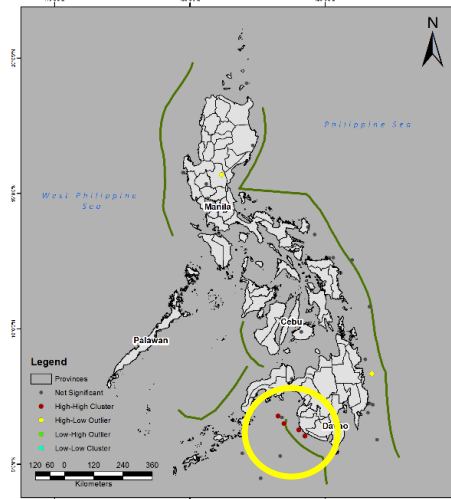 N
Philippine Sea
West Philippine
Sea
Manila
Cebu
Palawan
Legend
Provinces
Not Significant
High-High Cluster
High-Low Outlier
Low-High Outlier
Low-Low Cluster
120 60 0 120 240 360
Kilometers